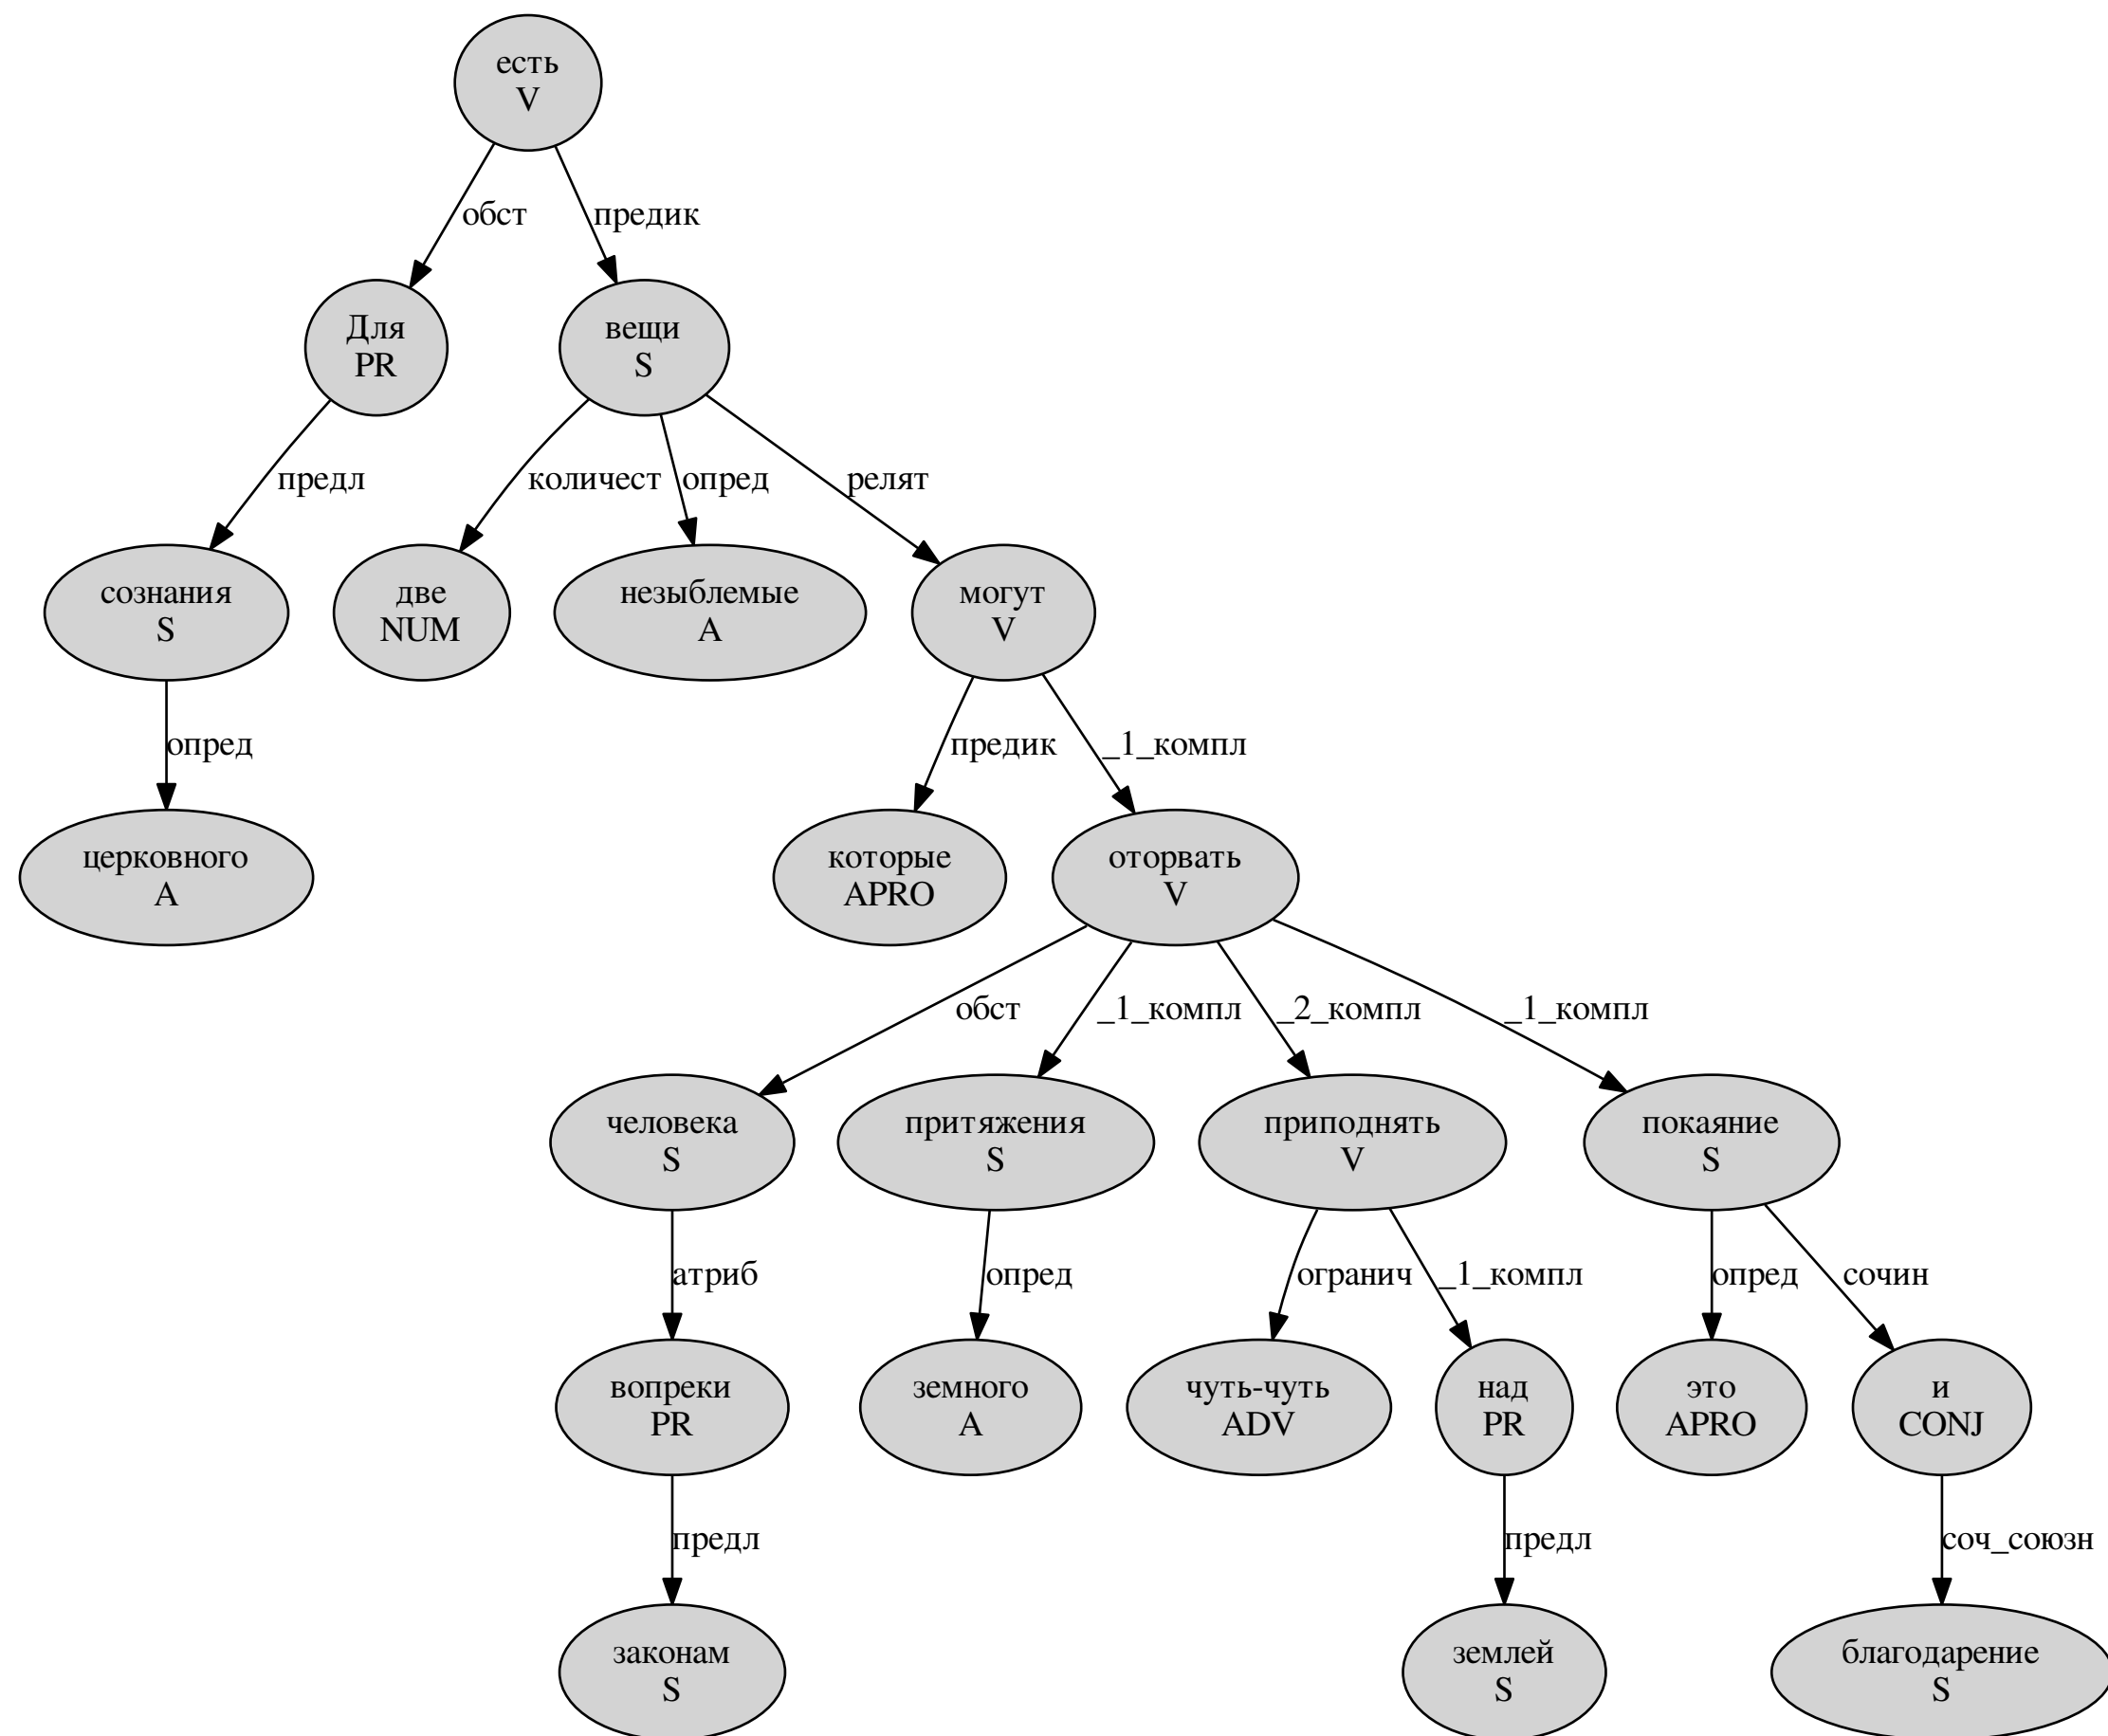 есть
V
обст
предик
Для
PR
вещи
S
предл
количест
опред
релят
сознания
S
две
NUM
незыблемые
A
могут
V
опред
предик
_1_компл
церковного
A
которые
APRO
оторвать
V
обст
_1_компл
_2_компл
_1_компл
человека
S
притяжения
S
приподнять
V
покаяние
S
атриб
опред
огранич
_1_компл
опред
сочин
вопреки
PR
земного
A
чуть-чуть
ADV
над
PR
это
APRO
и
CONJ
предл
предл
соч_союзн
законам
S
землей
S
благодарение
S